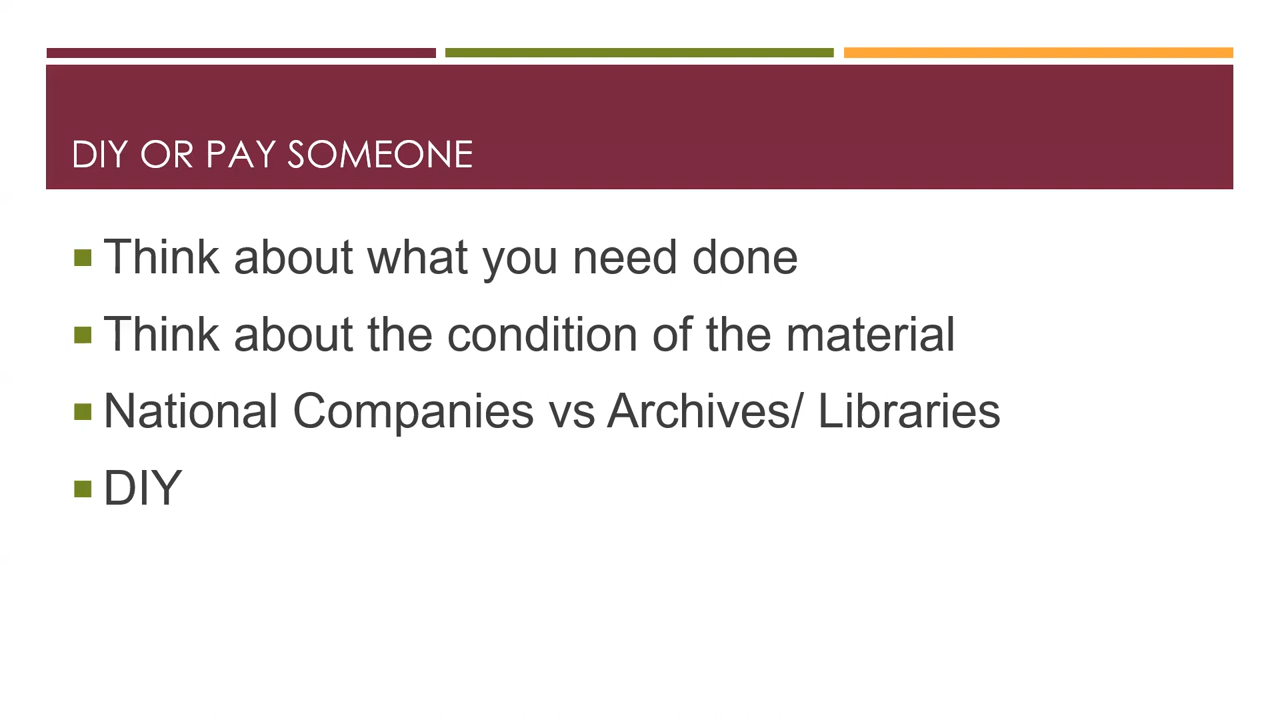 DIY OR PAY SOMEONE
Think about what you need done
Think about the condition of the material
National Companies vs Archives/ Libraries
DIY